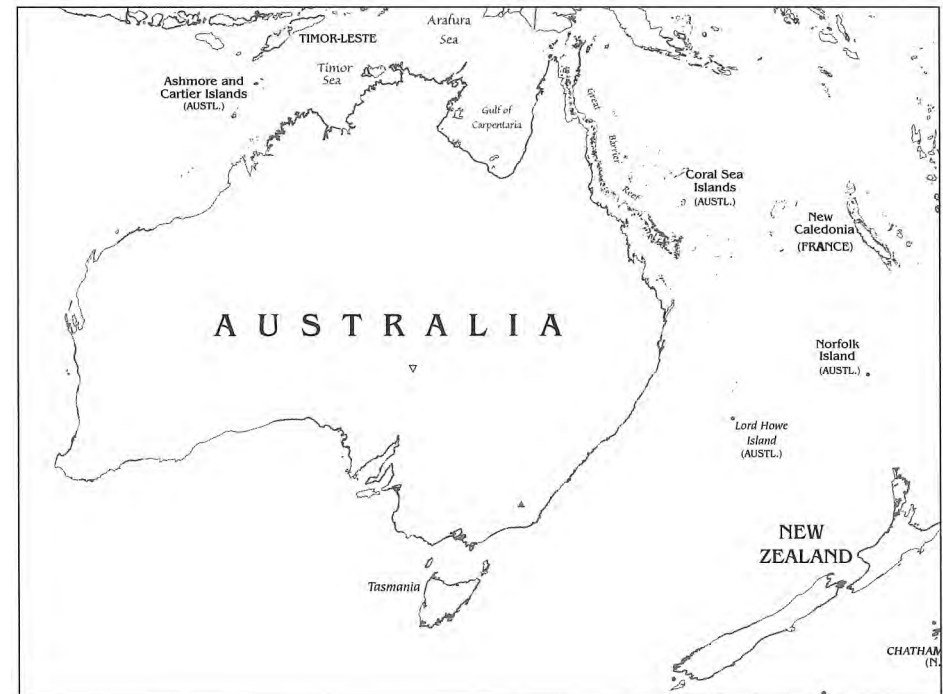 Arafura
Sea
TIMOR-LESTE
Timor
Sea
Ashmore and
Cartier Islands
(AUSTL.)
Gulf of
Carpentaria
Great
Barrier
Reef
Coral Sea
Islands
(AUSTL.)
New
Caledonia
(FRANCE)
AUSTRALIA
Norfolk
Island
(AUSTL.)
Lord Howe
Island
(AUSTL.)
NEW
ZEALAND
Tasmania
CHATHAM
(N.